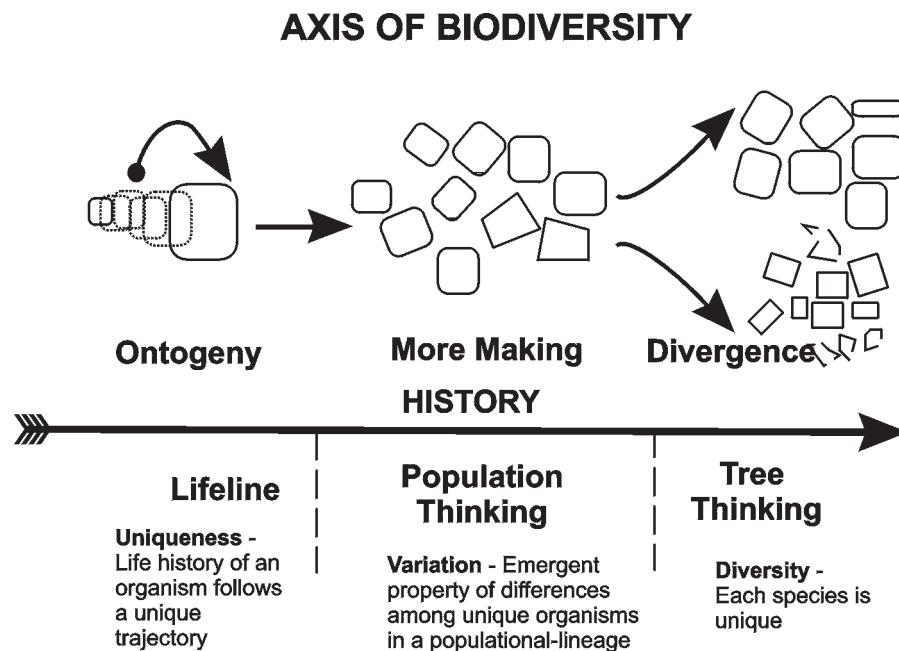 AXIS OF BIODIVERSITY
Ontogeny
More Making
Divergence
HISTORY
Lifeline
Population
Thinking
Tree
Thinking
Uniqueness -
Life history of an
organism follows
a unique
trajectory
Variation - Emergent
property of differences
among unique organisms
in a populational-lineage
Diversity -
Each species is
unique